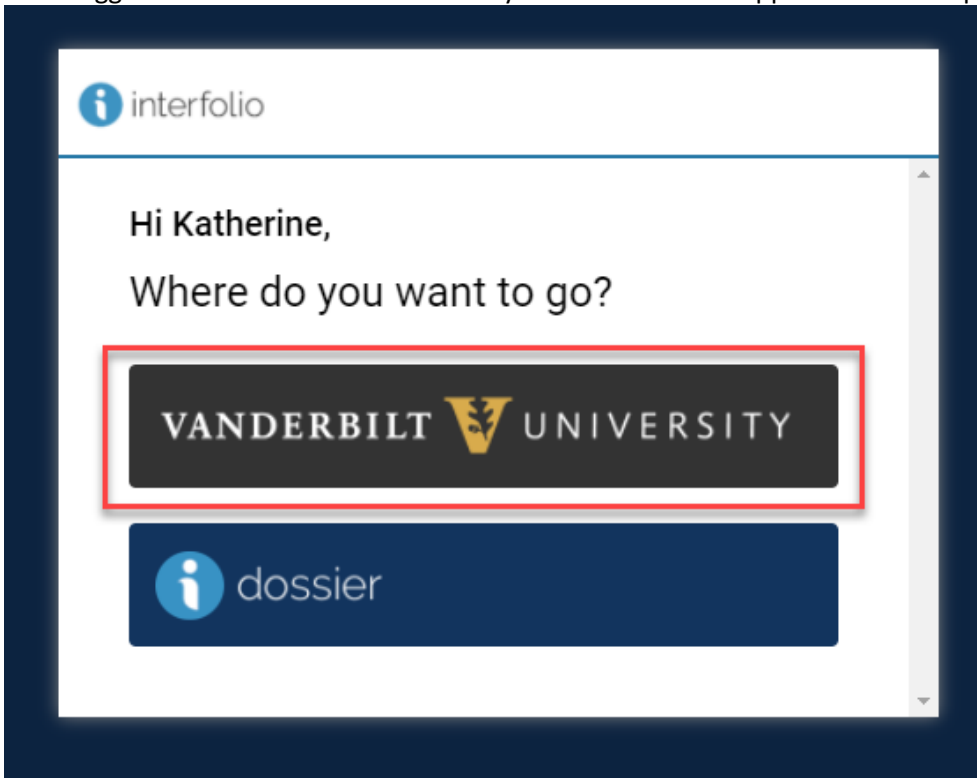 interfolio
Hi Katherine,
Where do you want to go?
VANDERBILT V UNIVERSITY
dossier